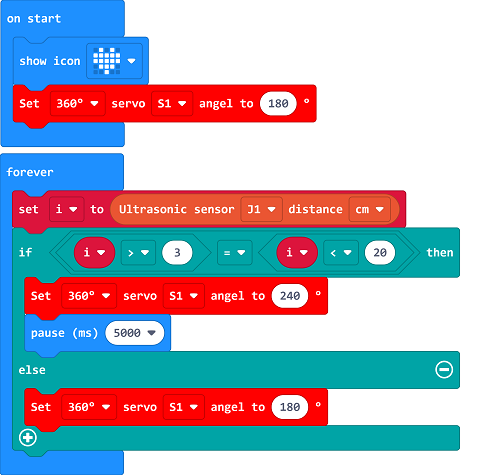 on start
show icon
Set 360° servo S1 angel to 180 °
forever
set i to Ultrasonic sensor J1 distance cm
if i > 3 = i < 20 then
Set 360° servo S1 angel to 240 °
pause (ms) 5000
else
Set 360° servo S1 angel to 180 °